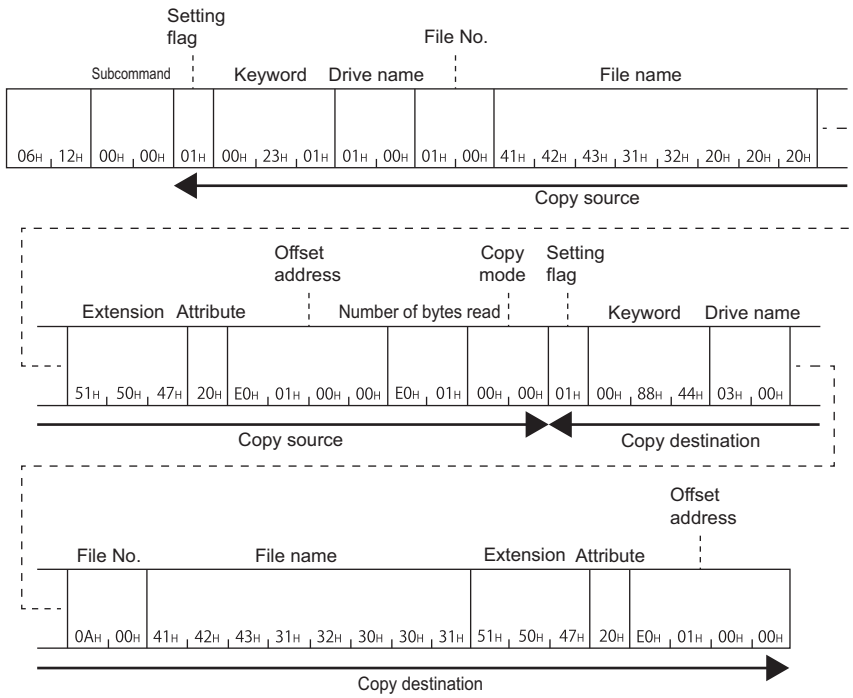 Setting
flag
File No.
Subcommand Keyword Drive name File name
06H 12H 00H 00H 01H 00H 23H 01H 01H 00H 01H 00H 41H 42H 43H 31H 32H 20H 20H 20H
Copy source
Offset
address
Copy
mode
Setting
flag
Extension Attribute Number of bytes read Keyword Drive name
51H 50H 47H 20H E0H 01H 00H 00H E0H 01H 00H 00H 01H 00H 88H 44H 03H 00H
Copy source Copy destination
Offset
address
File No. File name Extension Attribute
0AH 00H 41H 42H 43H 31H 32H 30H 30H 31H 51H 50H 47H 20H E0H 01H 00H 00H
Copy destination